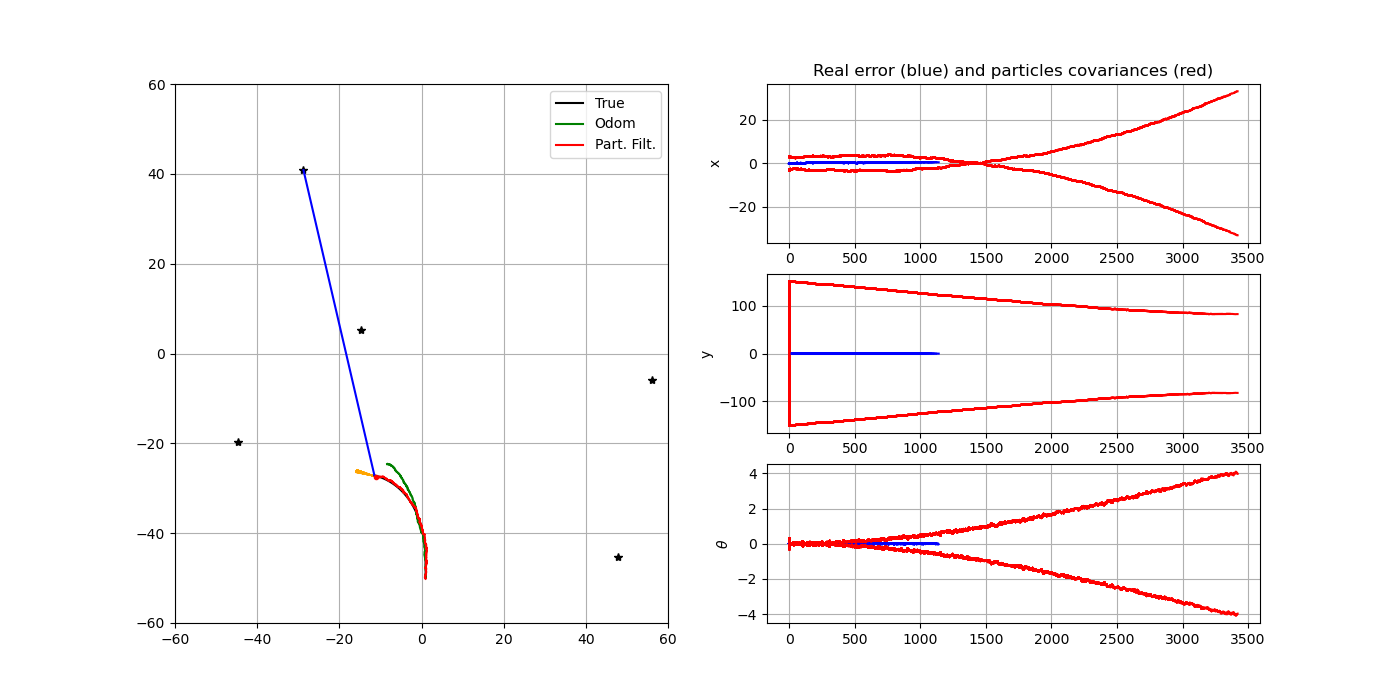 60
40
20
0
−20
−40
−60
−60 −40 −20 0 20 40 60
True
Odom
Part. Filt.
Real error (blue) and particles covariances (red)
x
20
0
−20
0 500 1000 1500 2000 2500 3000 3500
y
100
0
−100
0 500 1000 1500 2000 2500 3000 3500
θ
4
2
0
−2
−4
0 500 1000 1500 2000 2500 3000 3500